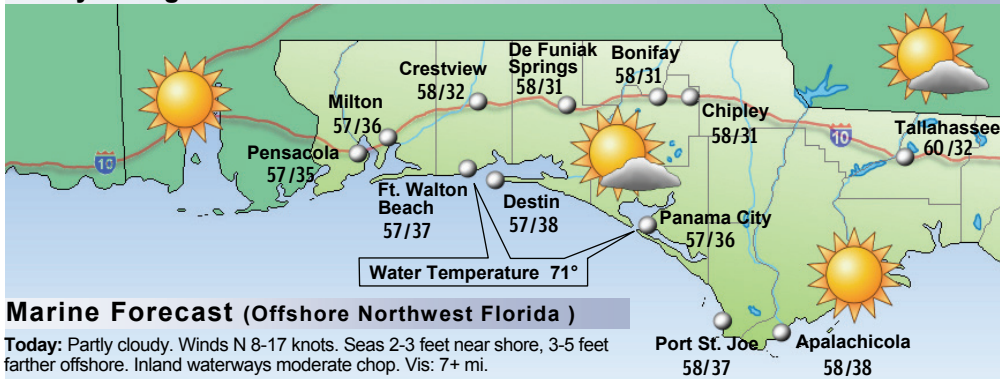 De Funiak
Springs
58/31
Bonifay
58/31
Crestview
58/32
Milton
57/36
Chipley
58/31
10
Tallahassee
60/32
Pensacola
57/35
10
Ft. Walton
Beach
57/37
Destin
57/38
Panama City
57/36
Water Temperature 71°
Marine Forecast (Offshore Northwest Florida )
Today: Partly cloudy. Winds N 8-17 knots. Seas 2-3 feet near shore, 3-5 feet
farther offshore. Inland waterways moderate chop. Vis: 7+ mi.
Port St. Joe
58/37
Apalachicola
58/38